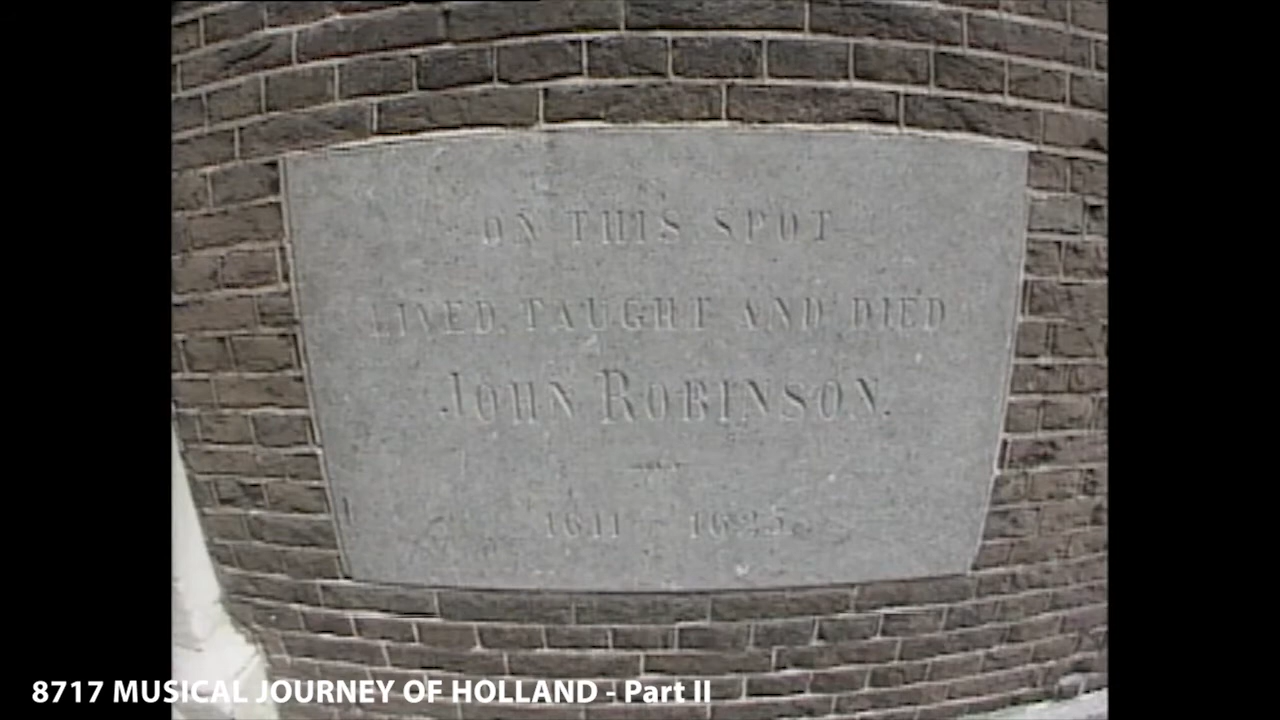 ON THIS SPOT
LIVED, TAUGHT AND DIED
JOHN ROBINSON.
1611 - 1625.
8717 MUSICAL JOURNEY OF HOLLAND - Part II